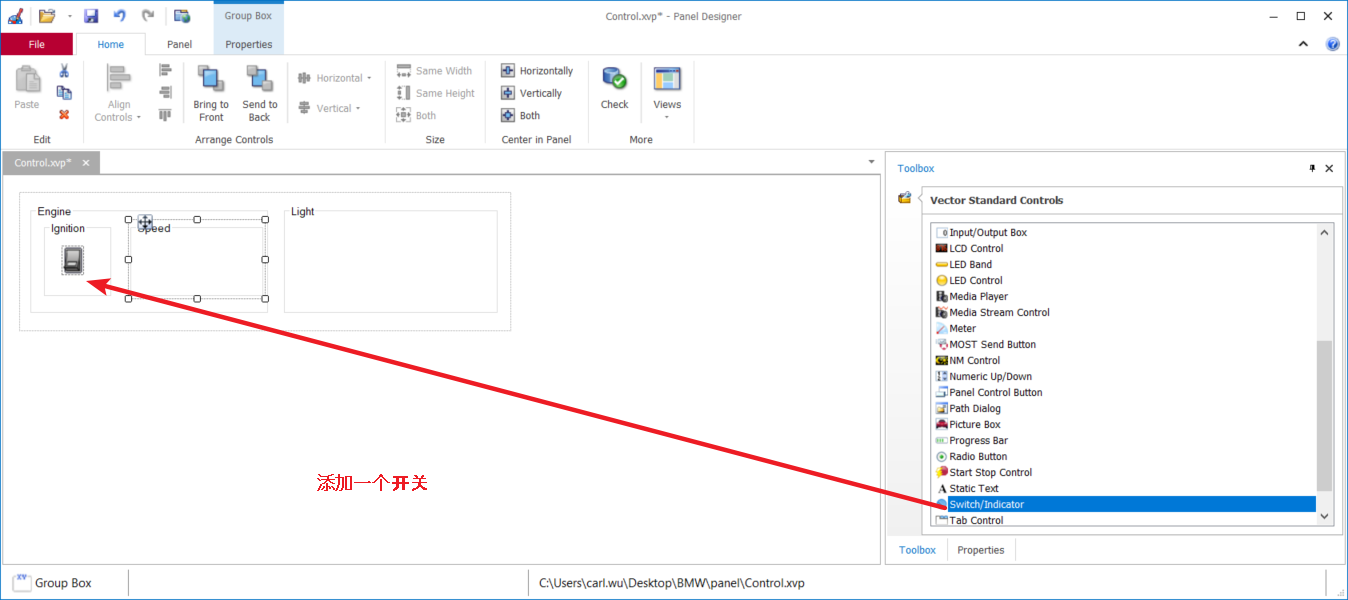 Group Box
Control.xvp* - Panel Designer
File
Home
Panel
Properties
Paste
Align
Controls
Bring to
Front
Send to
Back
Horizontal
Vertical
Same Width
Same Height
Both
Horizontally
Vertically
Both
Check
Views
Edit
Arrange Controls
Size
Center in Panel
More
Control.xvp*
Engine
Ignition
Speed
Light
添加一个开关
Toolbox
Vector Standard Controls
Input/Output Box
LCD Control
LED Band
LED Control
Media Player
Media Stream Control
Meter
MOST Send Button
NM Control
Numeric Up/Down
Panel Control Button
Path Dialog
Picture Box
Progress Bar
Radio Button
Start Stop Control
A Static Text
Switch/Indicator
Tab Control
Toolbox
Properties
Group Box
C:\Users\carl.wu\Desktop\BMW\panel\Control.xvp